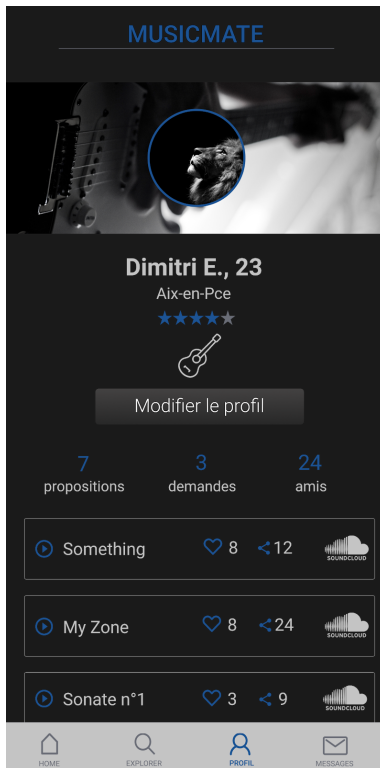 MUSICMATE
Dimitri E., 23
Aix-en-Pce
Modifier le profil
7 3 24
propositions demandes amis
Something 8 12 SOUNDCLOUD
My Zone 8 24 SOUNDCLOUD
Sonate n°1 3 9 SOUNDCLOUD
HOME EXPLORER PROFIL MESSAGES